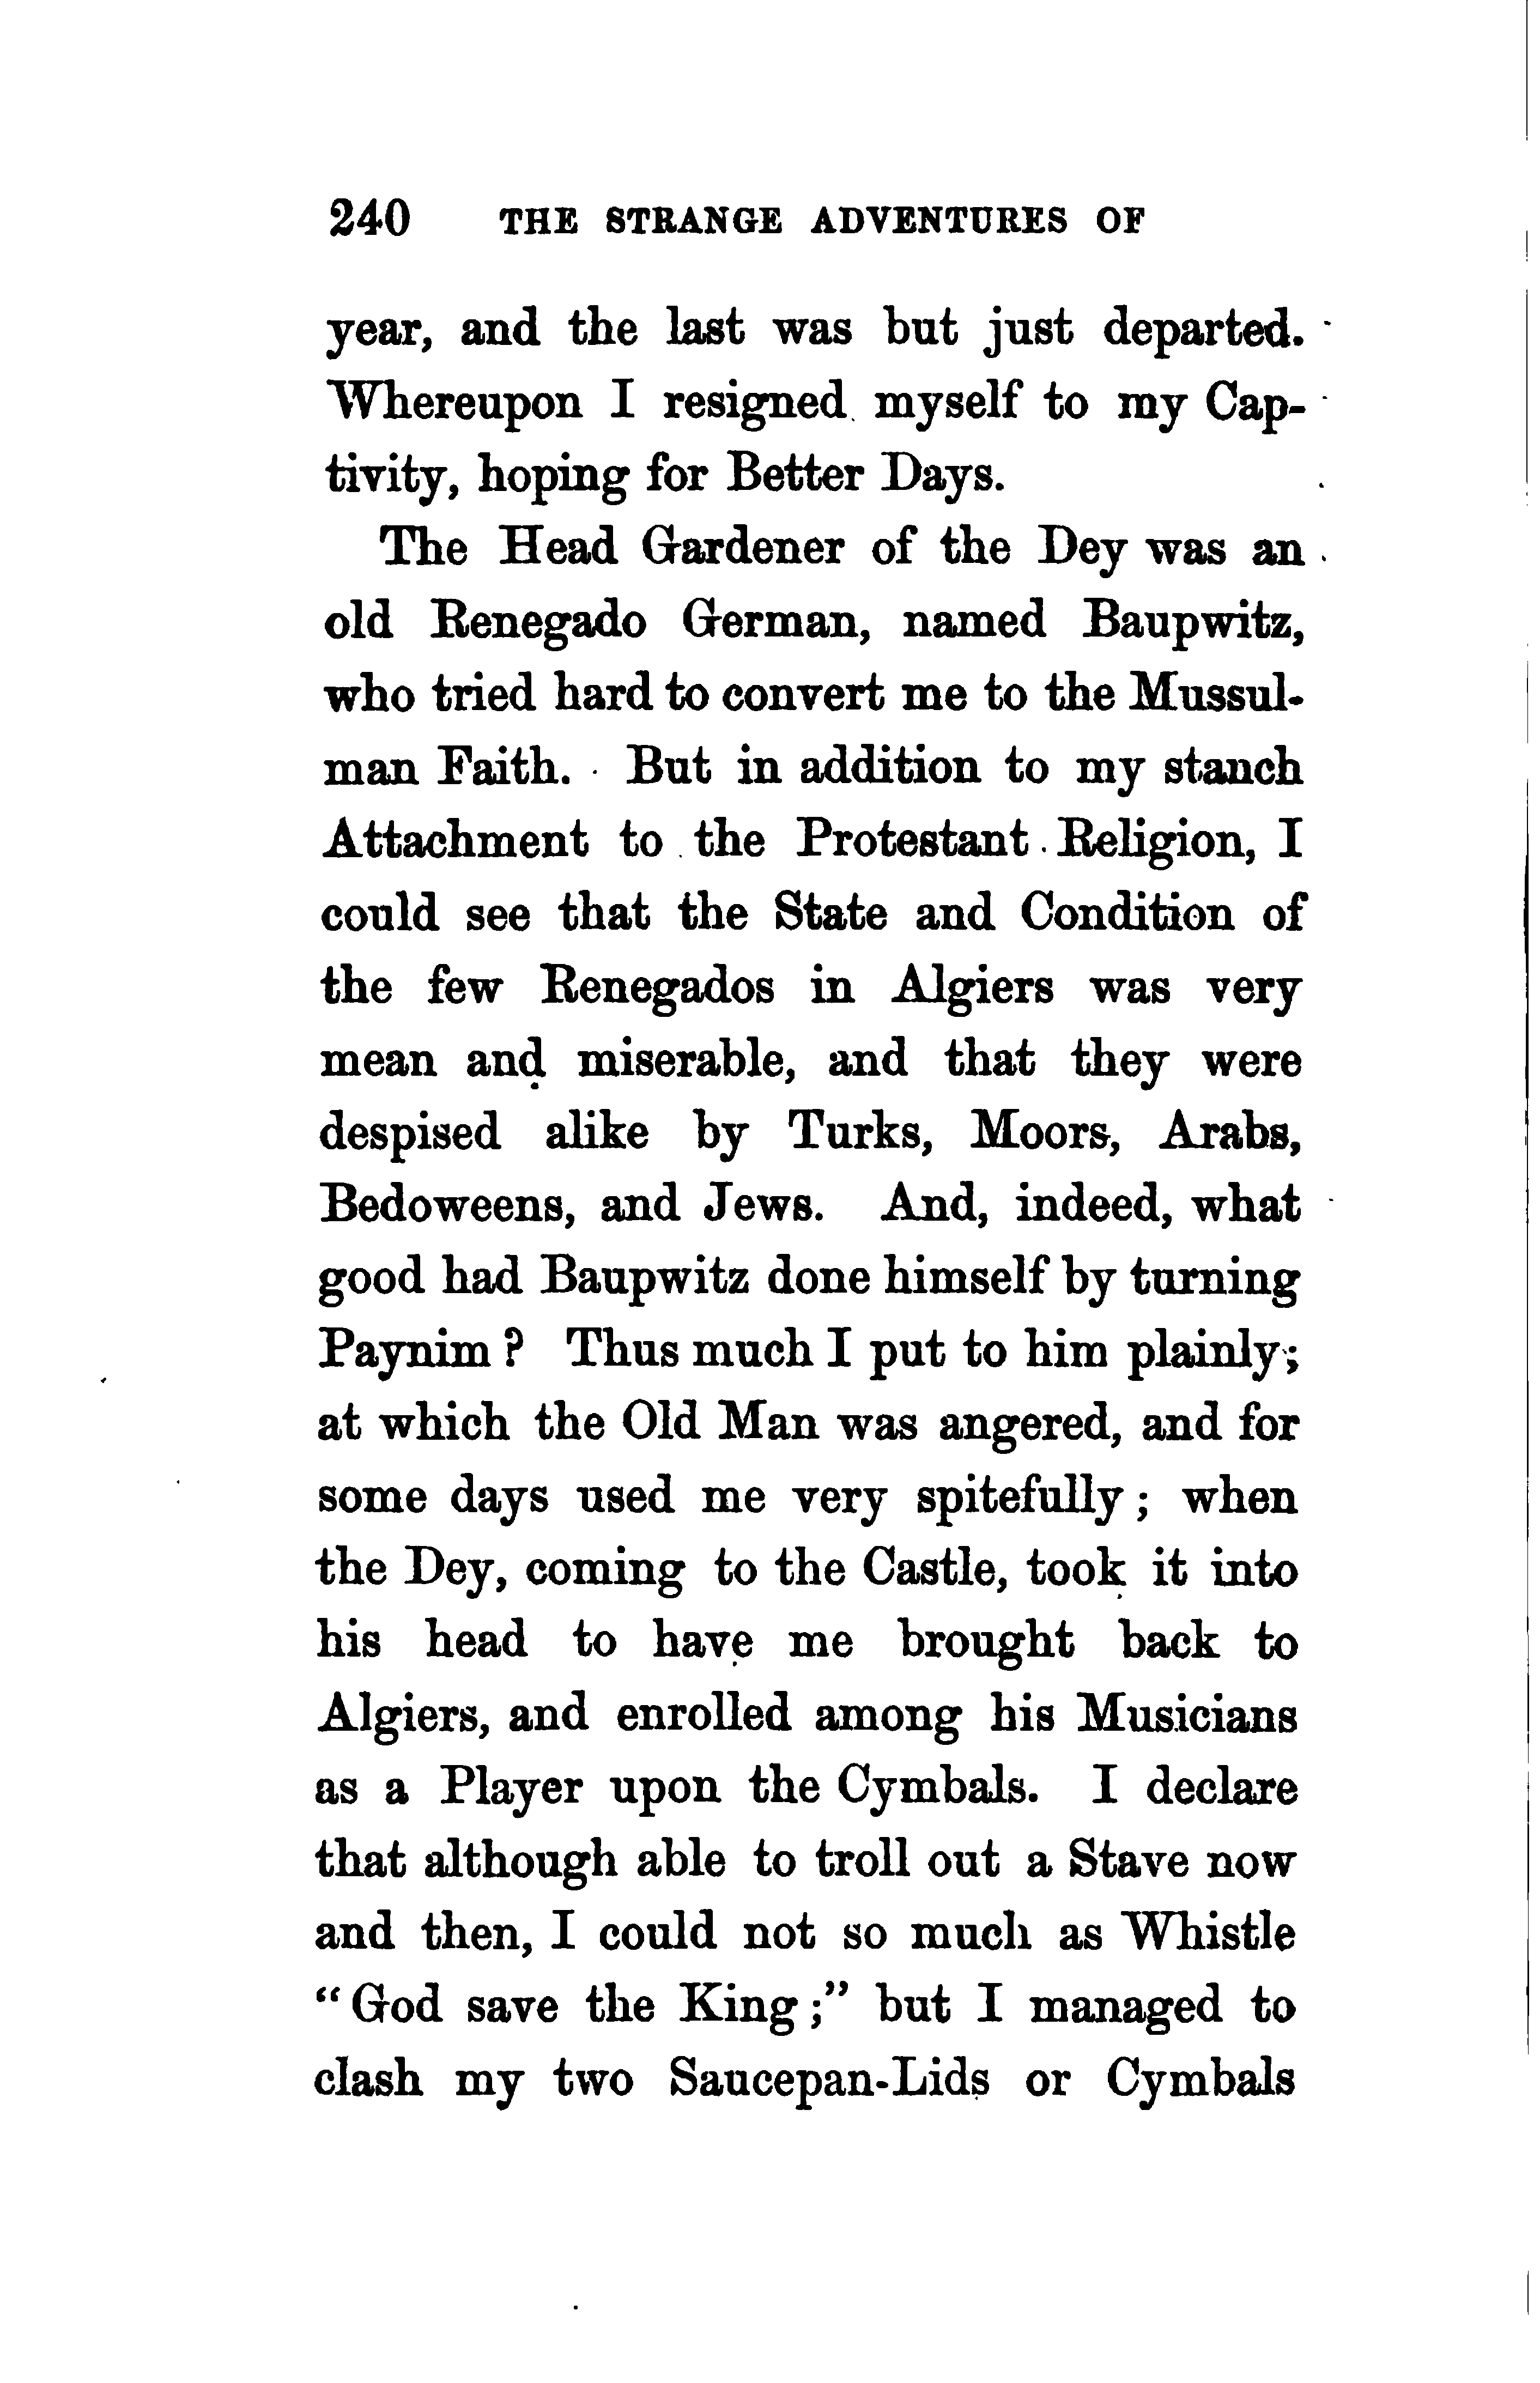 240 THE STRANGE ADVENTURES OF
year, and the last was but just departed.
Whereupon I resigned myself to my Cap-
tivity, hoping for Better Days.
The Head Gardener of the Dey was an
old Renegado German, named Baupwitz,
who tried hard to convert me to the Mussul-
man Faith. But in addition to my stanch
Attachment to the Protestant Religion, I
could see that the State and Condition of
the few Renegados in Algiers was very
mean and miserable, and that they were
despised alike by Turks, Moors, Arabs,
Bedoweens, and Jews. And, indeed, what
good had Baupwitz done himself by turning
Paynim ? Thus much I put to him plainly;
at which the Old Man was angered, and for
some days used me very spitefully ; when
the Dey, coming to the Castle, took it into
his head to have me brought back to
Algiers, and enrolled among his Musicians
as a Player upon the Cymbals. I declare
that although able to troll out a Stave now
and then, I could not so much as Whistle
“God save the King ;” but I managed to
clash my two Saucepan-Lids or Cymbals